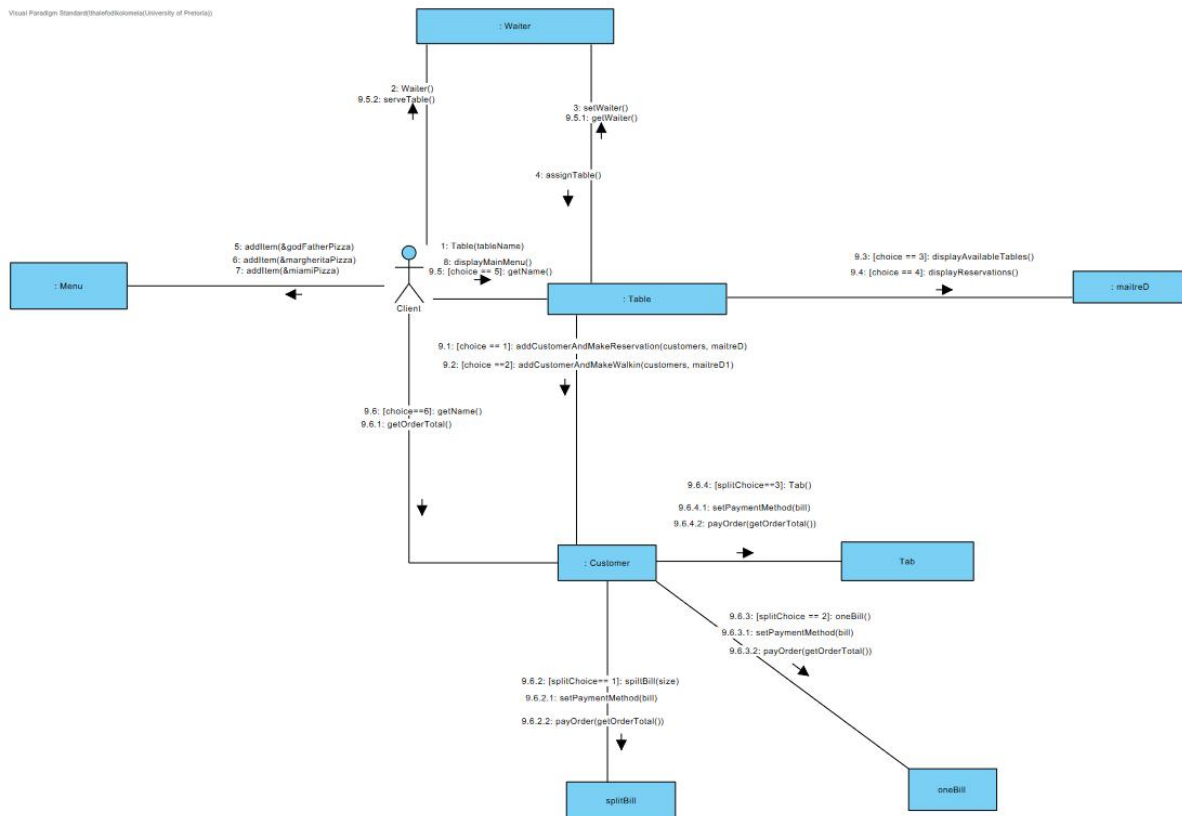 Visual Paradigm Standard(thalefodikolomela(University of Pretoria))
: Waiter
2: Waiter()
9.5.2: serveTable()
3: setWaiter()
9.5.1: getWaiter()
4: assignTable()
5: addItem(&godFatherPizza)
6: addItem(&margheritaPizza)
7: addItem(&miamiPizza)
1: Table(tableName)
8: displayMainMenu()
9.5: [choice == 5]: getName()
9.3: [choice == 3]: displayAvailableTables()
9.4: [choice == 4]: displayReservations()
: Menu
Client
: Table
: maitreD
9.1: [choice == 1]: addCustomerAndMakeReservation(customers, maitreD)
9.2: [choice ==2]: addCustomerAndMakeWalkin(customers, maitreD1)
9.6: [choice==6]: getName()
9.6.1: getOrderTotal()
9.6.4: [splitChoice==3]: Tab()
9.6.4.1: setPaymentMethod(bill)
9.6.4.2: payOrder(getOrderTotal())
: Customer
Tab
9.6.3: [splitChoice == 2]: oneBill()
9.6.3.1: setPaymentMethod(bill)
9.6.3.2: payOrder(getOrderTotal())
9.6.2: [splitChoice== 1]: spiltBill(size)
9.6.2.1: setPaymentMethod(bill)
9.6.2.2: payOrder(getOrderTotal())
splitBill
oneBill